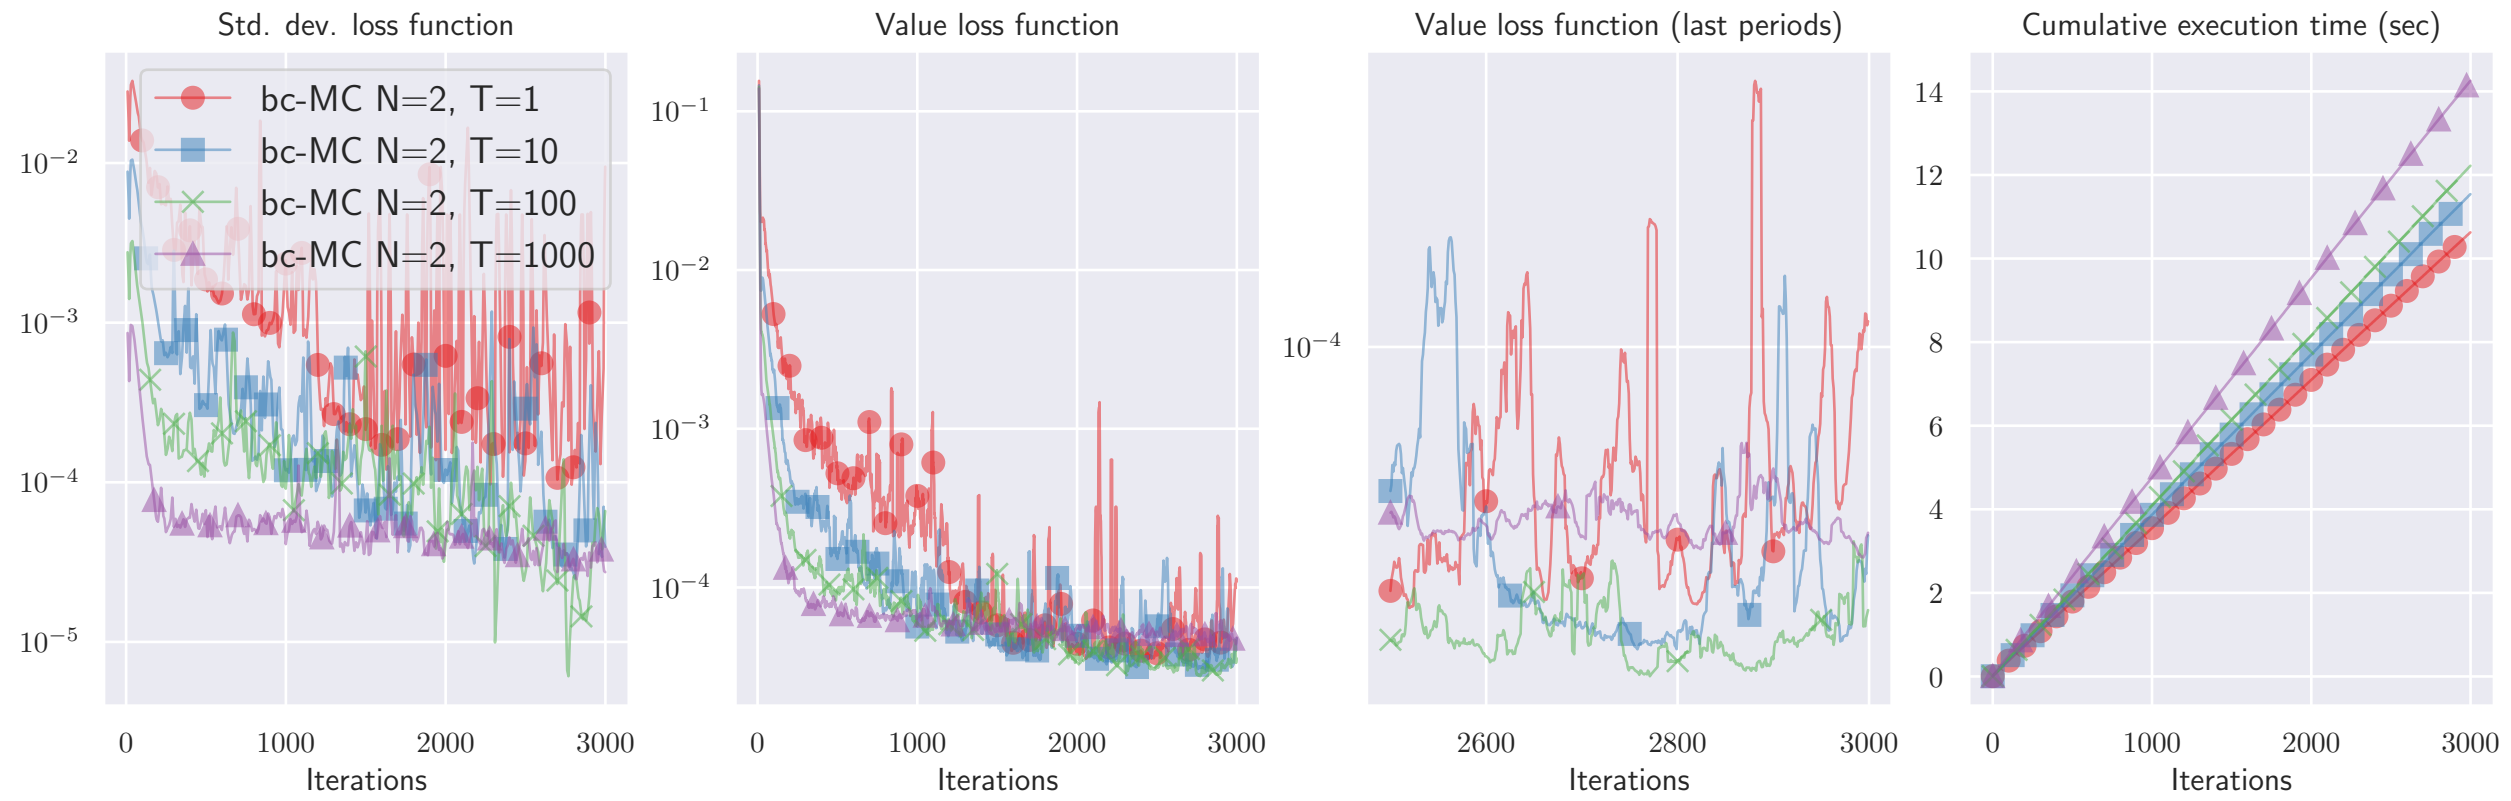 Std. dev. loss function
bc-MC N=2, T=1
bc-MC N=2, T=10
bc-MC N=2, T=100
bc-MC N=2, T=1000
10⁻²
10⁻³
10⁻⁴
10⁻⁵
0 1000 2000 3000
Iterations
Value loss function
10⁻¹
10⁻²
10⁻³
10⁻⁴
0 1000 2000 3000
Iterations
Value loss function (last periods)
10⁻⁴
2600 2800 3000
Iterations
Cumulative execution time (sec)
14
12
10
8
6
4
2
0
0 1000 2000 3000
Iterations